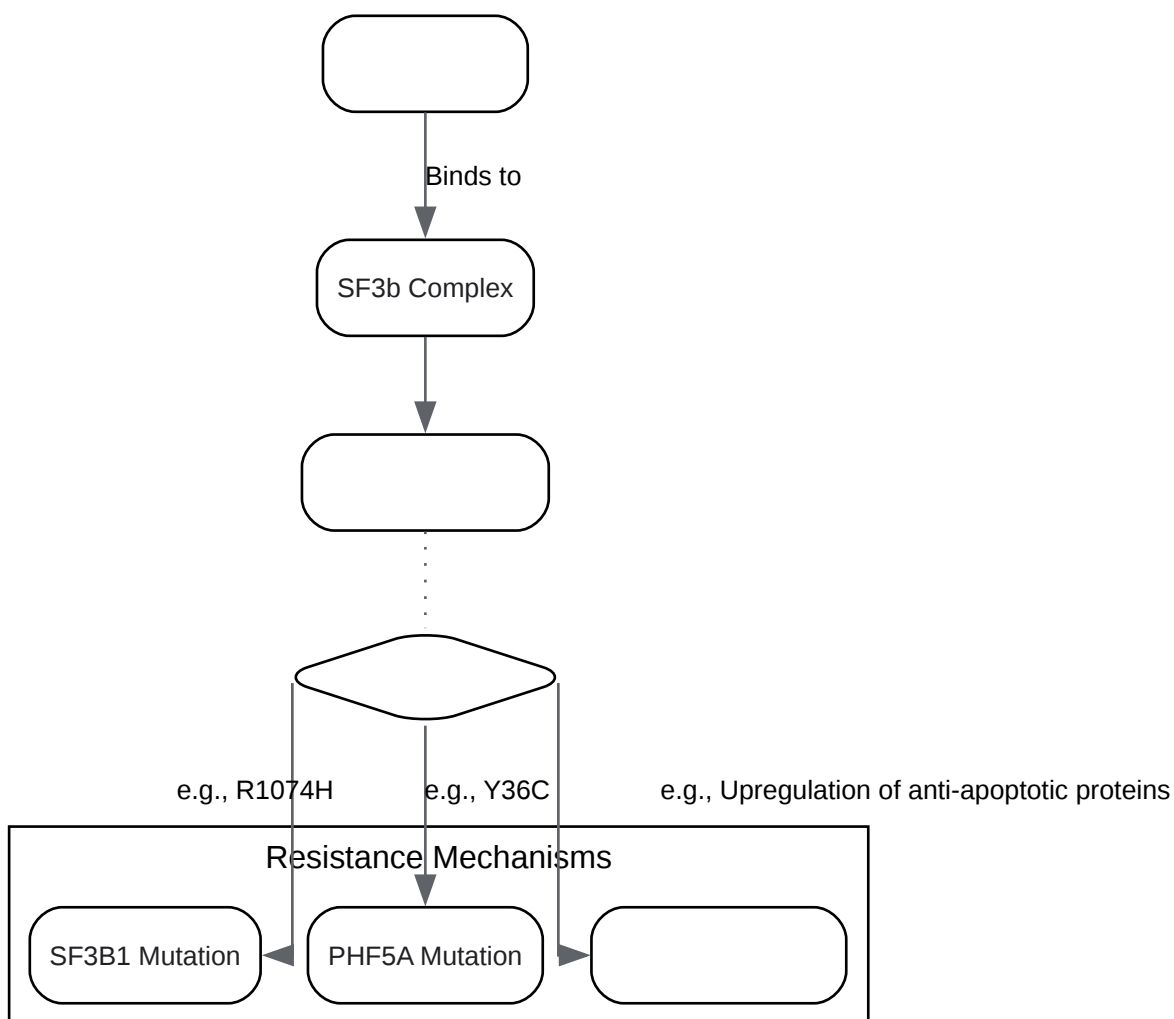 Binds to
SF3b Complex
e.g., R1074H
e.g., Y36C
e.g., Upregulation of anti-apoptotic proteins
Resistance Mechanisms
SF3B1 Mutation
PHF5A Mutation